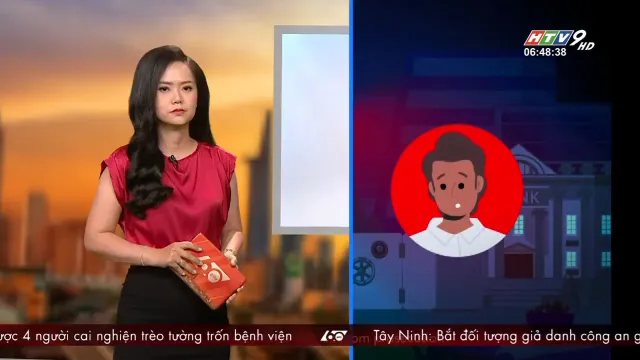 HTV9 HD
06:48:38
NK
ược 4 người cai nghiện trèo tường trốn bệnh viện
60
Tây Ninh: Bắt đối tượng giả danh công an g